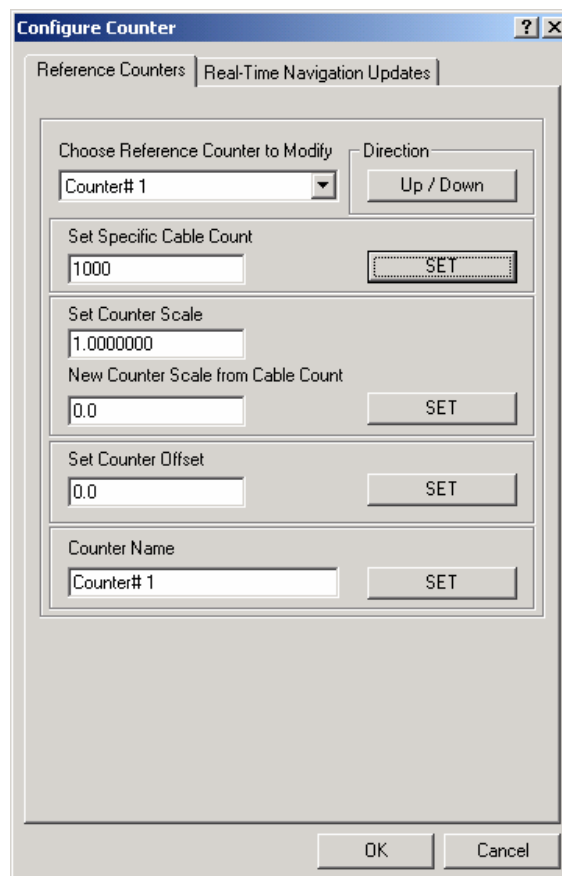 Configure Counter
Reference Counters
Real-Time Navigation Updates
Choose Reference Counter to Modify
Direction
Counter# 1
Up / Down
Set Specific Cable Count
1000
SET
Set Counter Scale
1.0000000
New Counter Scale from Cable Count
0.0
SET
Set Counter Offset
0.0
SET
Counter Name
Counter# 1
SET
OK
Cancel